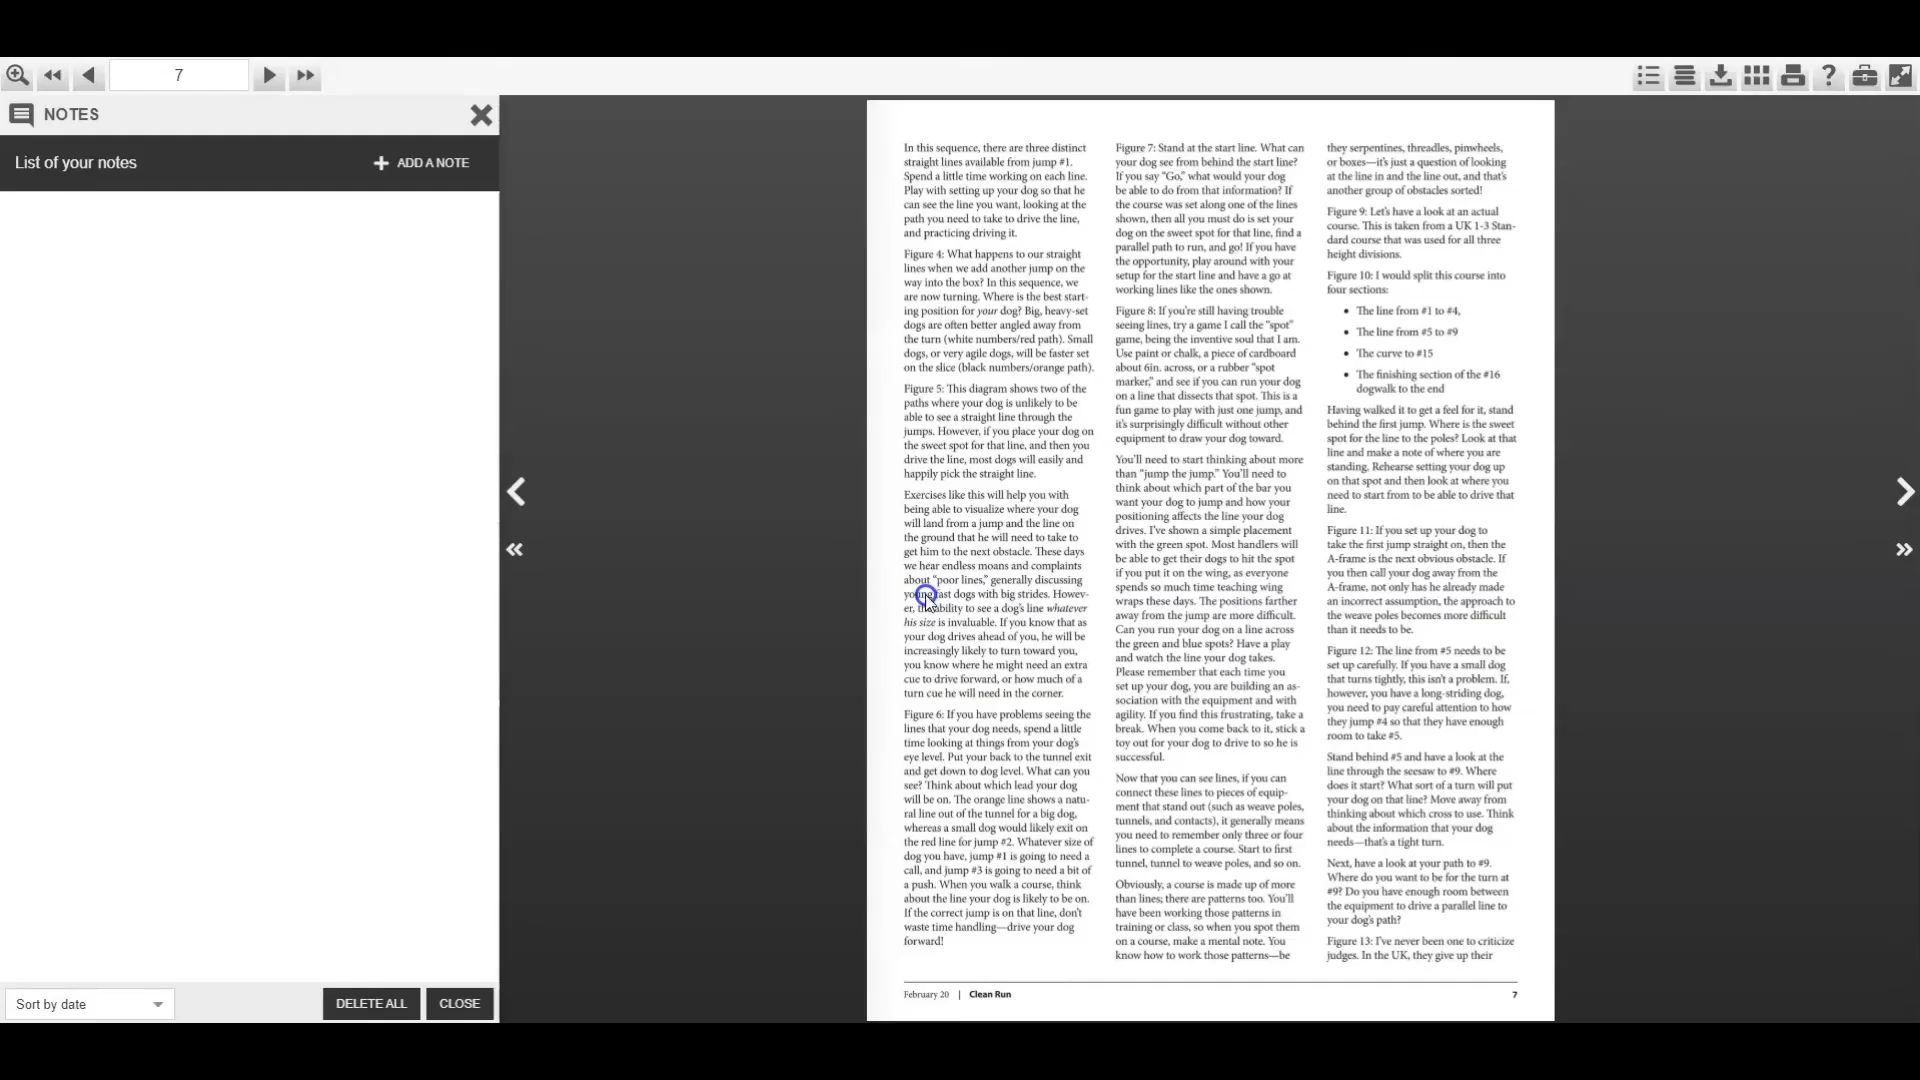 7
NOTES
List of your notes
ADD A NOTE
In this sequence, there are three distinct
straight lines available from jump #1.
Spend a little time working on each line.
Play with setting up your dog so that he
can see the line you want, looking at the
path you need to take to drive the line,
and practicing driving it.
Figure 4: What happens to our straight
lines when we add another jump on the
way into the box? In this sequence, we
are now turning. Where is the best start-
ing position for your dog? Big, heavy-set
dogs are often better angled away from
the turn (white numbers/red path). Small
dogs, or very agile dogs, will be faster set
on the slice (black numbers/orange path).
Figure 5: This diagram shows two of the
paths where your dog is unlikely to be
able to see a straight line through the
jumps. However, if you place your dog on
the sweet spot for that line, and then you
drive the line, most dogs will easily and
happily pick the straight line.
Exercises like this will help you with
being able to visualize where your dog
will land from a jump and the line on
the ground that he will need to take to
get him to the next obstacle. These days
we hear endless moans and complaints
about “poor lines,” generally discussing
young fast dogs with big strides. Howev-
er, the ability to see a dog’s line whatever
his size is invaluable. If you know that as
your dog drives ahead of you, he will be
increasingly likely to turn toward you,
you know where he might need an extra
cue to drive forward, or how much of a
turn cue he will need in the corner.
Figure 6: If you have problems seeing the
lines that your dog needs, spend a little
time looking at things from your dog’s
eye level. Put your back to the tunnel exit
and get down to dog level. What can you
see? Think about which lead your dog
will be on. The orange line shows a natu-
ral line out of the tunnel for a big dog,
whereas a small dog would likely exit on
the red line for jump #2. Whatever size of
dog you have, jump #1 is going to need a
call, and jump #3 is going to need a bit of
a push. When you walk a course, think
about the line your dog is likely to be on.
If the correct jump is on that line, don’t
waste time handling—drive your dog
forward!
Figure 7: Stand at the start line. What can
your dog see from behind the start line?
If you say “Go,” what would your dog
be able to do from that information? If
the course was set along one of the lines
shown, then all you must do is set your
dog on the sweet spot for that line, find a
parallel path to run, and go! If you have
the opportunity, play around with your
setup for the start line and have a go at
working lines like the ones shown.
Figure 8: If you’re still having trouble
seeing lines, try a game I call the “spot”
game, being the inventive soul that I am.
Use paint or chalk, a piece of cardboard
about 6in. across, or a rubber “spot
marker,” and see if you can run your dog
on a line that dissects that spot. This is a
fun game to play with just one jump, and
it’s surprisingly difficult without other
equipment to draw your dog toward.
You’ll need to start thinking about more
than “jump the jump.” You’ll need to
think about which part of the bar you
want your dog to jump and how your
positioning affects the line your dog
drives. I’ve shown a simple placement
with the green spot. Most handlers will
be able to get their dogs to hit the spot
if you put it on the wing, as everyone
spends so much time teaching wing
wraps these days. The positions farther
away from the jump are more difficult.
Can you run your dog on a line across
the green and blue spots? Have a play
and watch the line your dog takes.
Please remember that each time you
set up your dog, you are building an as-
sociation with the equipment and with
agility. If you find this frustrating, take a
break. When you come back to it, stick a
toy out for your dog to drive to so he is
successful.
Now that you can see lines, if you can
connect these lines to pieces of equip-
ment that stand out (such as weave poles,
tunnels, and contacts), it generally means
you need to remember only three or four
lines to complete a course. Start to first
tunnel, tunnel to weave poles, and so on.
Obviously, a course is made up of more
than lines; there are patterns too. You’ll
have been working those patterns in
training or class, so when you spot them
on a course, make a mental note. You
know how to work those patterns—be
they serpentines, threadles, pinwheels,
or boxes—it’s just a question of looking
at the line in and the line out, and that’s
another group of obstacles sorted!
Figure 9: Let’s have a look at an actual
course. This is taken from a UK 1-3 Stan-
dard course that was used for all three
height divisions.
Figure 10: I would split this course into
four sections:
• The line from #1 to #4,
• The line from #5 to #9
• The curve to #15
• The finishing section of the #16
dogwalk to the end
Having walked it to get a feel for it, stand
behind the first jump. Where is the sweet
spot for the line to the poles? Look at that
line and make a note of where you are
standing. Rehearse setting your dog up
on that spot and then look at where you
need to start from to be able to drive that
line.
Figure 11: If you set up your dog to
take the first jump straight on, then the
A-frame is the next obvious obstacle. If
you then call your dog away from the
A-frame, not only has he already made
an incorrect assumption, the approach to
the weave poles becomes more difficult
than it needs to be.
Figure 12: The line from #5 needs to be
set up carefully. If you have a small dog
that turns tightly, this isn’t a problem. If,
however, you have a long-striding dog,
you need to pay careful attention to how
they jump #4 so that they have enough
room to take #5.
Stand behind #5 and have a look at the
line through the seesaw to #9. Where
does it start? What sort of a turn will put
your dog on that line? Move away from
thinking about which cross to use. Think
about the information that your dog
needs—that’s a tight turn.
Next, have a look at your path to #9.
Where do you want to be for the turn at
#9? Do you have enough room between
the equipment to drive a parallel line to
your dog’s path?
Figure 13: I’ve never been one to criticize
judges. In the UK, they give up their
February 20 | Clean Run
7
Sort by date
DELETE ALL
CLOSE